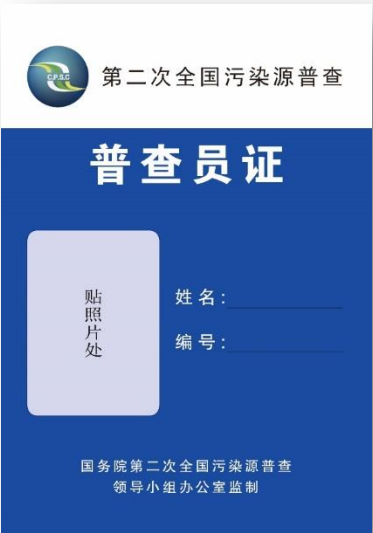 C.P.S.C
第二次全国污染源普查
普查员证
贴照片处
姓名:
编号:
国务院第二次全国污染源普查
领导小组办公室监制